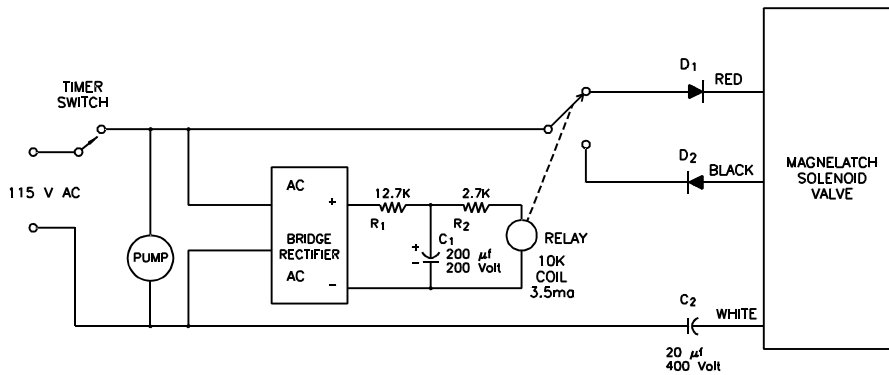 TIMER
SWITCH
115 V AC
PUMP
AC
+
BRIDGE
RECTIFIER
AC
−
12.7K
R1
2.7K
R2
C1
+
−
200 µf
200 Volt
RELAY
10K
COIL
3.5ma
D1
RED
D2
BLACK
MAGNELATCH
SOLENOID
VALVE
C2
WHITE
20 µf
400 Volt